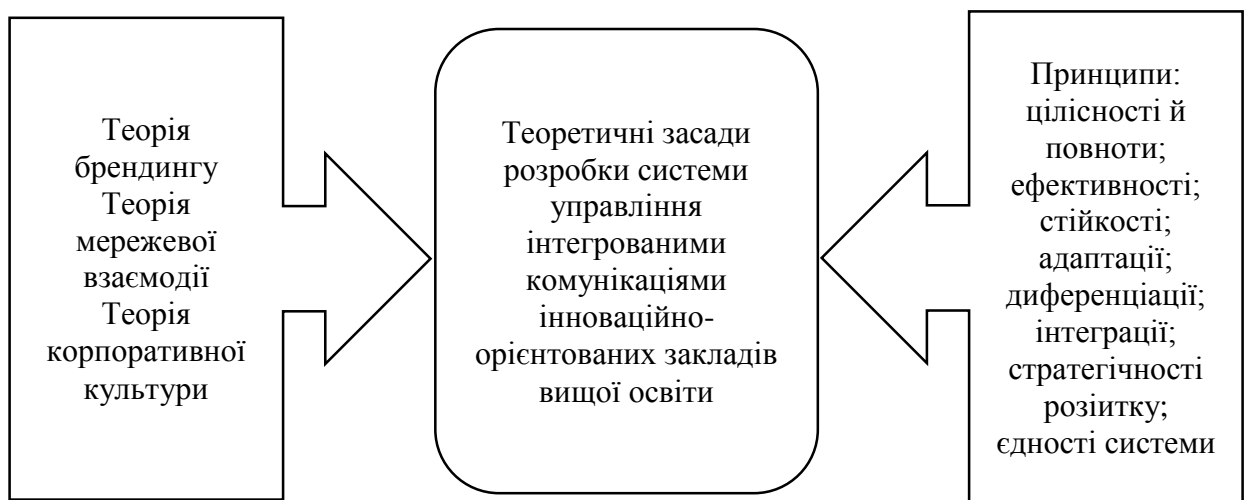 Теорія
брендингу
Теорія
мережевої
взаємодії
Теорія
корпоративної
культури
Теоретичні засади
розробки системи
управління
інтегрованими
комунікаціями
інноваційно-
орієнтованих закладів
вищої освіти
Принципи:
цілісності й
повноти;
ефективності;
стійкості;
адаптації;
диференціації;
інтеграції;
стратегічності
розіитку;
єдності системи